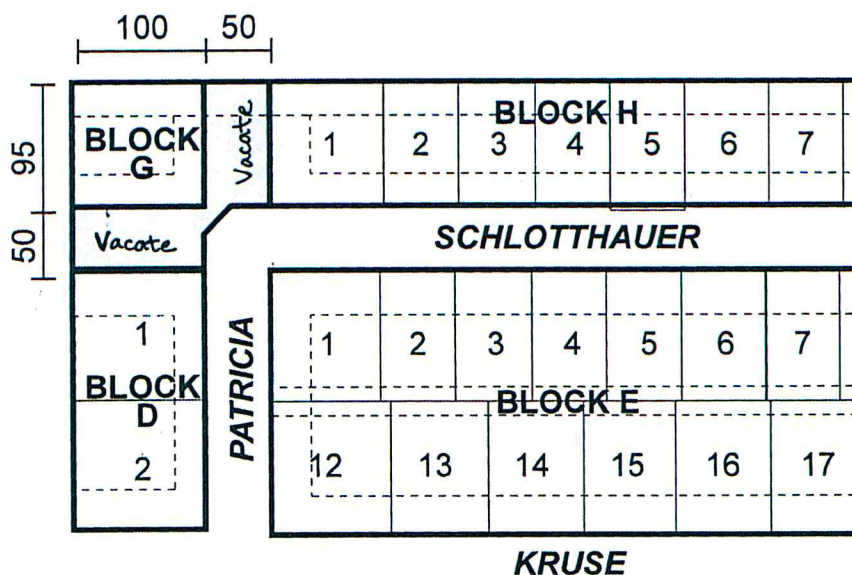 100 50
95
50
BLOCK
G
Vacate
BLOCK H
1 2 3 4 5 6 7
Vacate
SCHLOTTHAUER
PATRICIA
1
BLOCK
D
2
1 2 3 4 5 6 7
BLOCK E
12 13 14 15 16 17
KRUSE